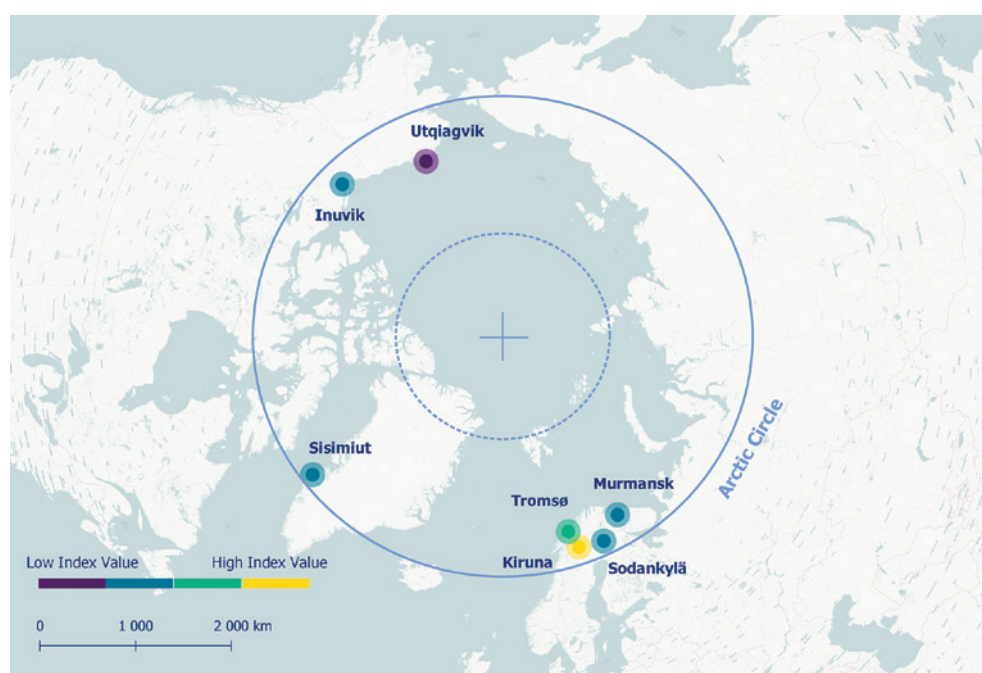 Utqiagvik
Inuvik
Sisimiut
Murmansk
Tromsø
Kiruna
Sodankylä
Arctic Circle
Low Index Value
High Index Value
0
1 000
2 000 km